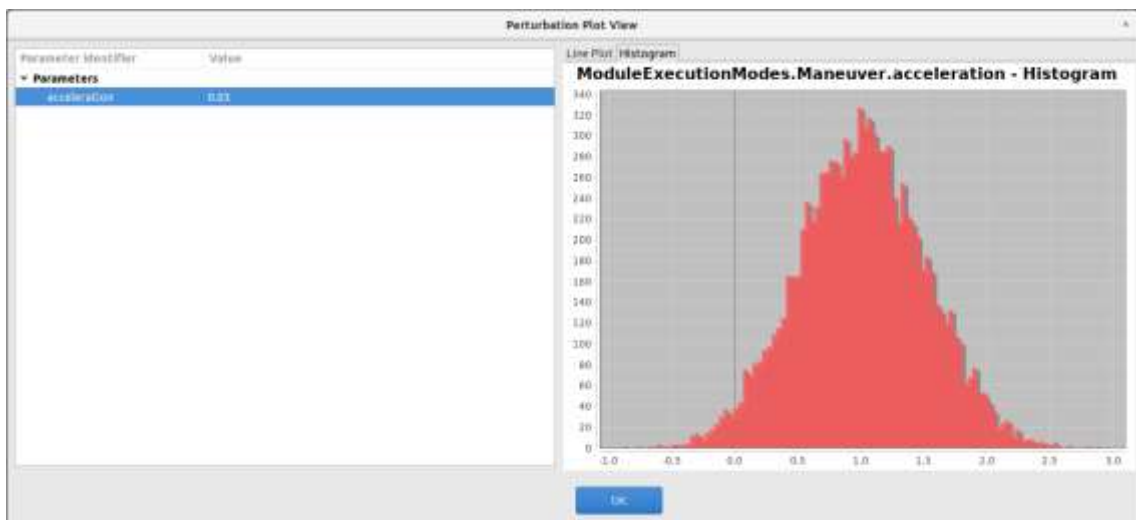 Perturbation Plot View
Parameter Identifier Value
Parameters
acceleration 0.01
Line Plot Histogram
ModuleExecutionModes.Maneuver.acceleration - Histogram
340
320
300
280
260
240
220
200
180
160
140
120
100
80
60
40
20
0
-1.0 -0.5 0.0 0.5 1.0 1.5 2.0 2.5 3.0